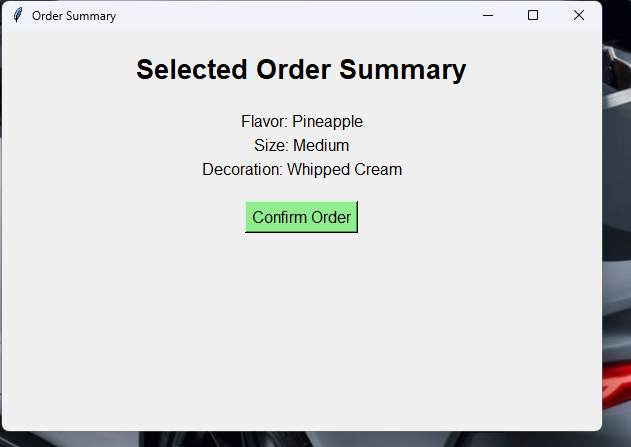 Order Summary
Selected Order Summary
Flavor: Pineapple
Size: Medium
Decoration: Whipped Cream
Confirm Order